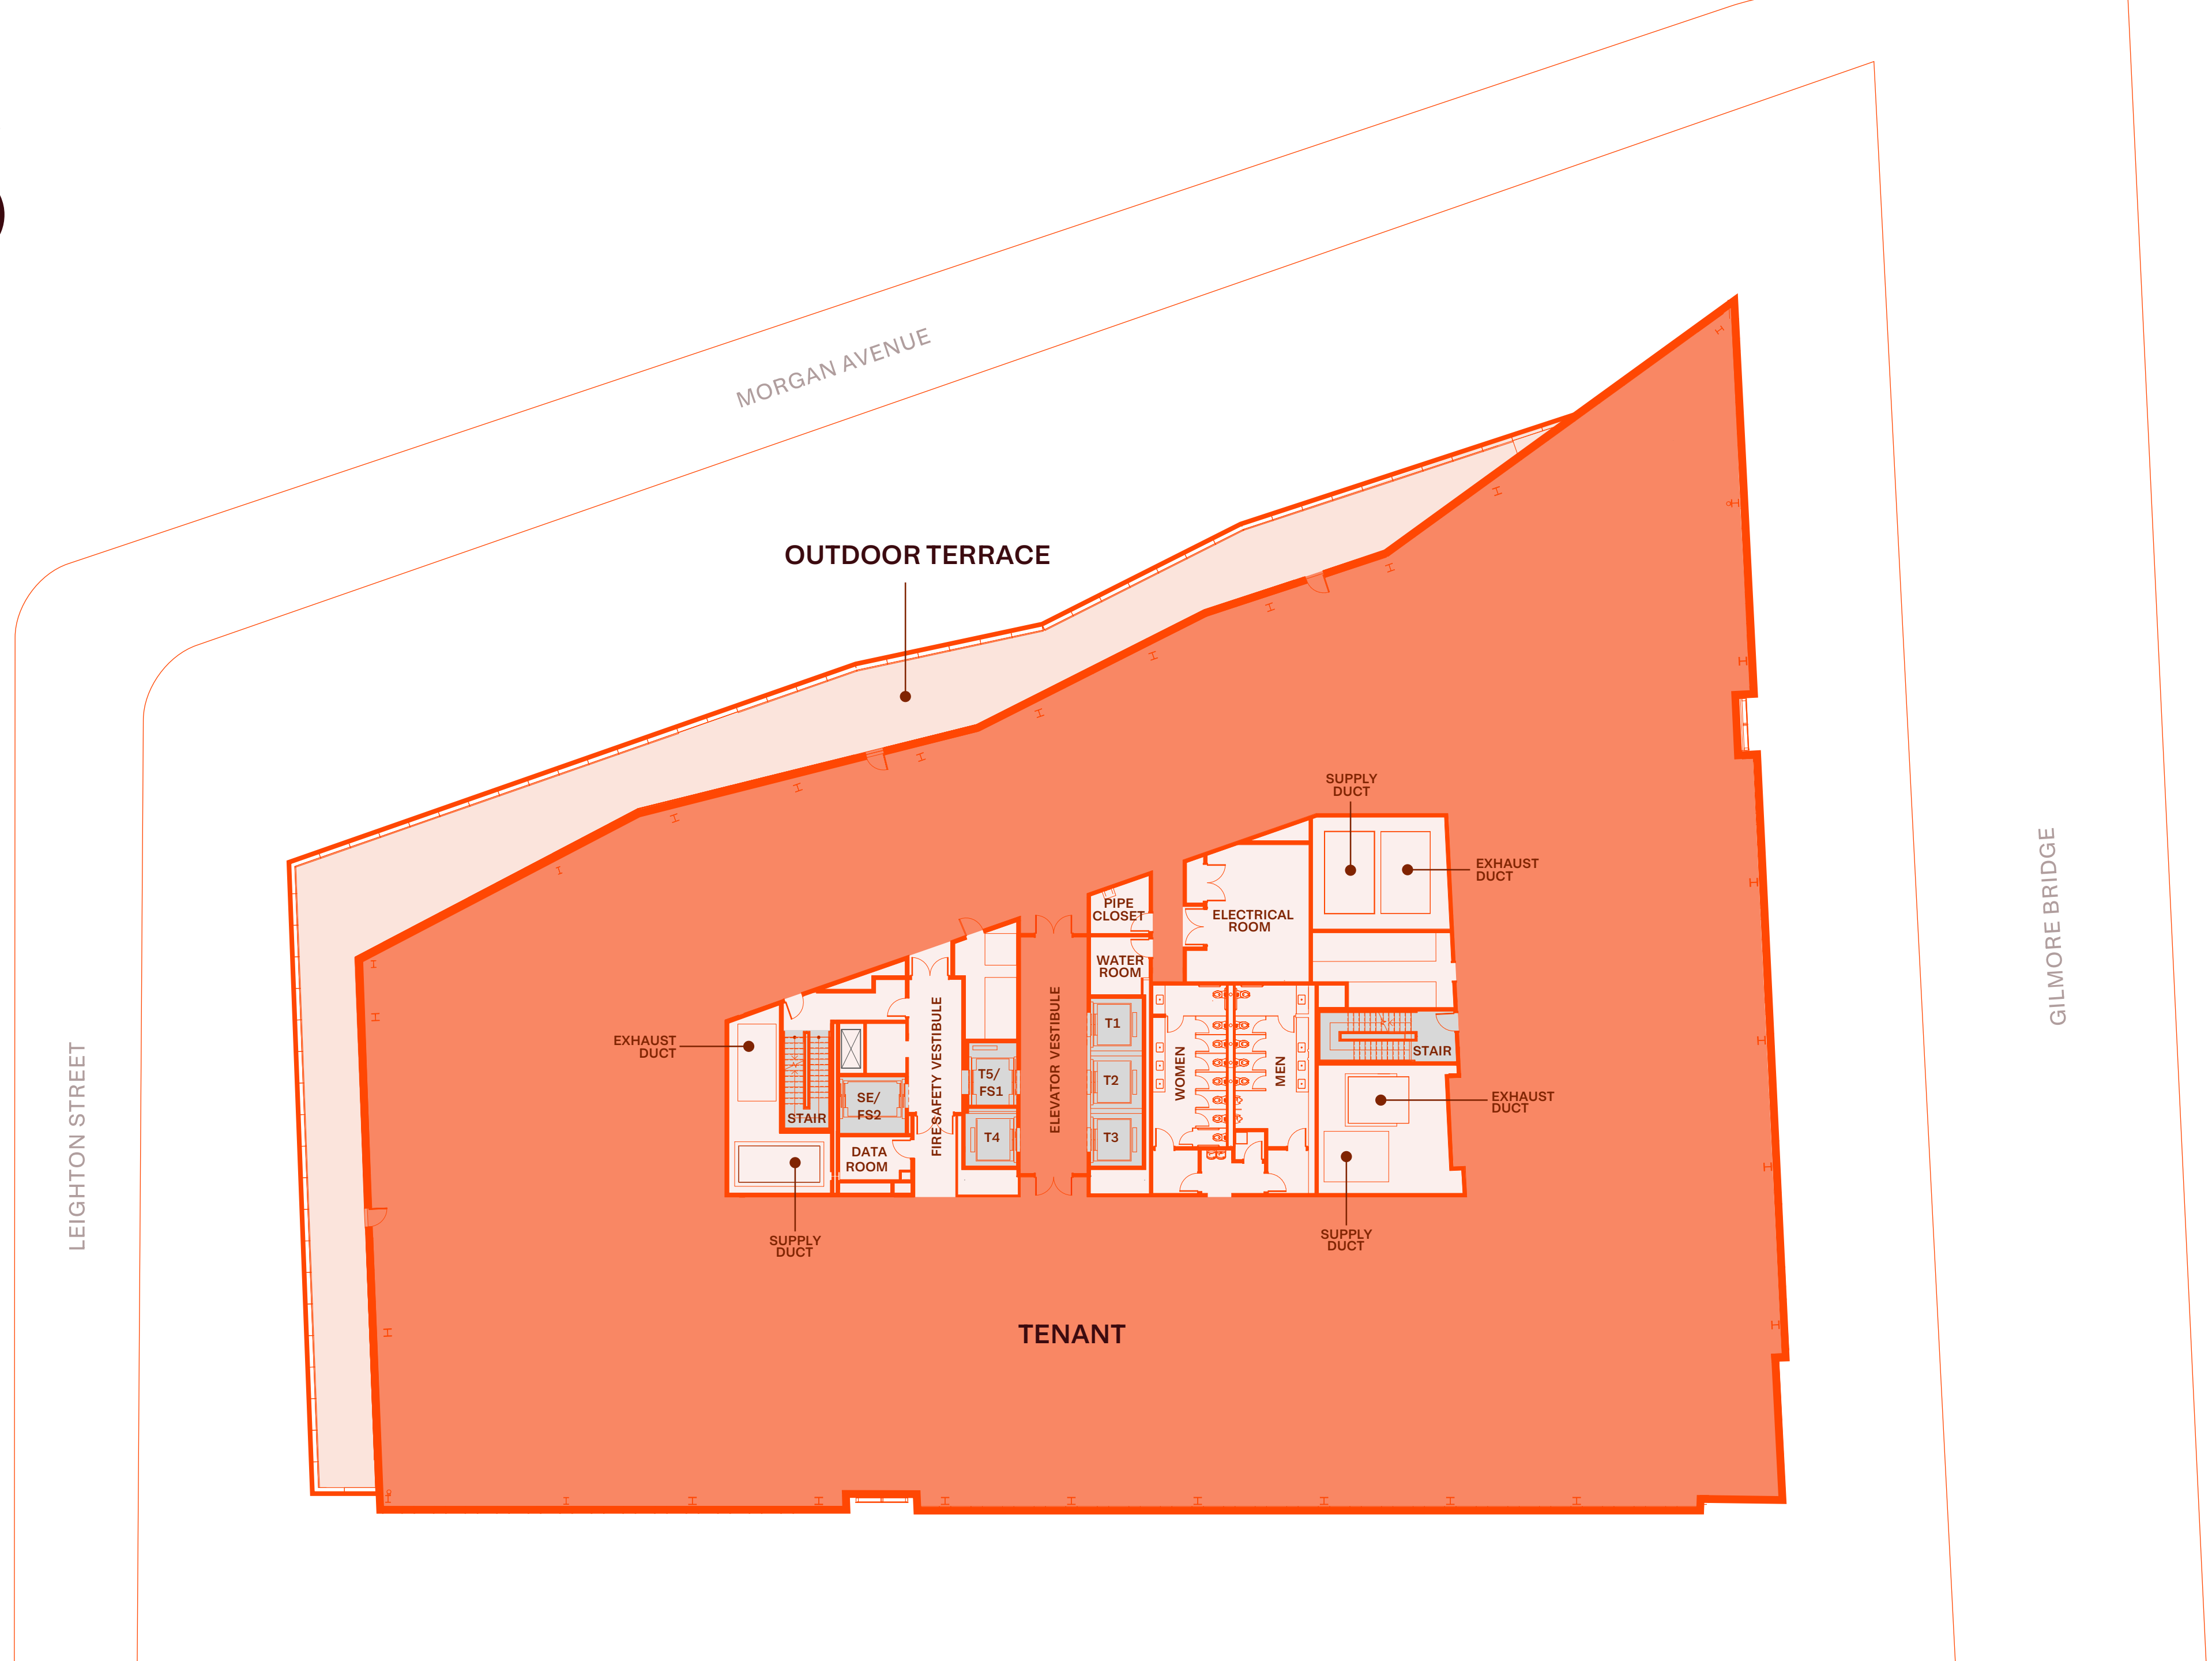 MORGAN AVENUE
OUTDOOR TERRACE
SUPPLY
DUCT
EXHAUST
DUCT
PIPE
CLOSET
ELECTRICAL
ROOM
WATER
ROOM
GILMORE BRIDGE
LEIGHTON STREET
EXHAUST
DUCT
STAIR
SE/
FS2
DATA
ROOM
FIRE SAFETY VESTIBULE
T5/
FS1
T4
ELEVATOR VESTIBULE
T1
T2
T3
WOMEN
MEN
STAIR
EXHAUST
DUCT
SUPPLY
DUCT
SUPPLY
DUCT
TENANT